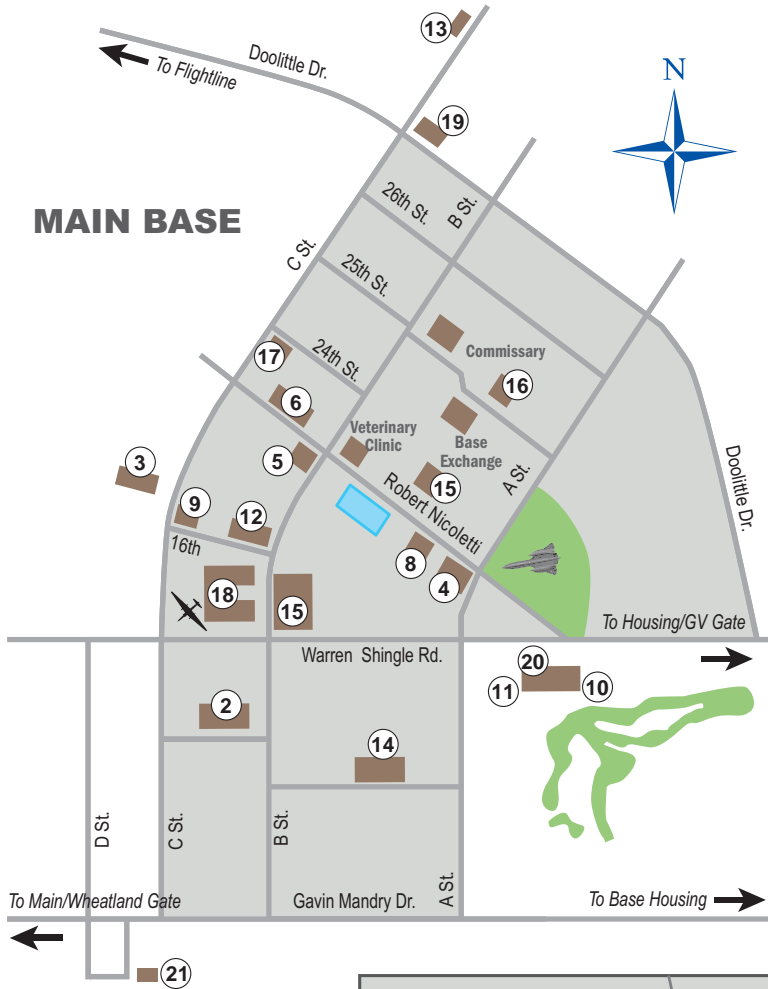 13
Doolittle Dr.
To Flightline
N
19
MAIN BASE
26th St.
B St.
C St.
25th St.
17
24th St.
Commissary
16
6
Veterinary
Clinic
Base
Exchange
5
3
15
A St.
Robert Nicoletti
Doolittle Dr.
9
12
16th
8
4
18
15
To Housing/GV Gate
Warren Shingle Rd.
20
11
10
2
14
D St.
C St.
B St.
A St.
To Main/Wheatland Gate
Gavin Mandry Dr.
To Base Housing
21